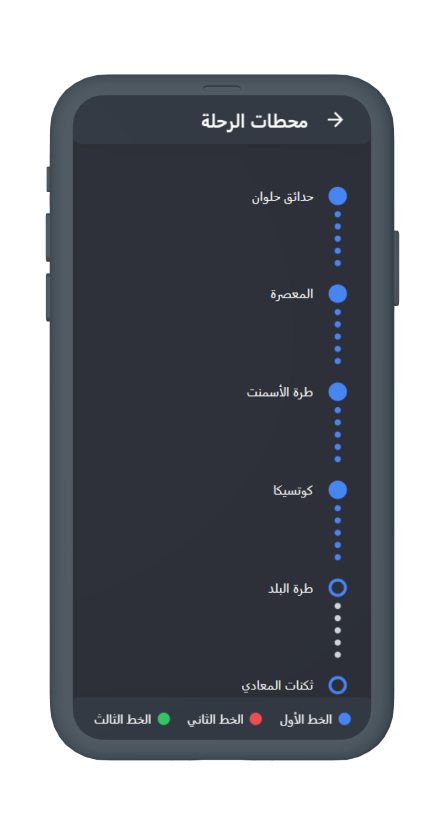 محطات الرحلة
حدائق حلوان
المعصرة
طرة الأسمنت
كوتسيكا
طرة البلد
ثكنات المعادي
الخط الأول الخط الثاني الخط الثالث